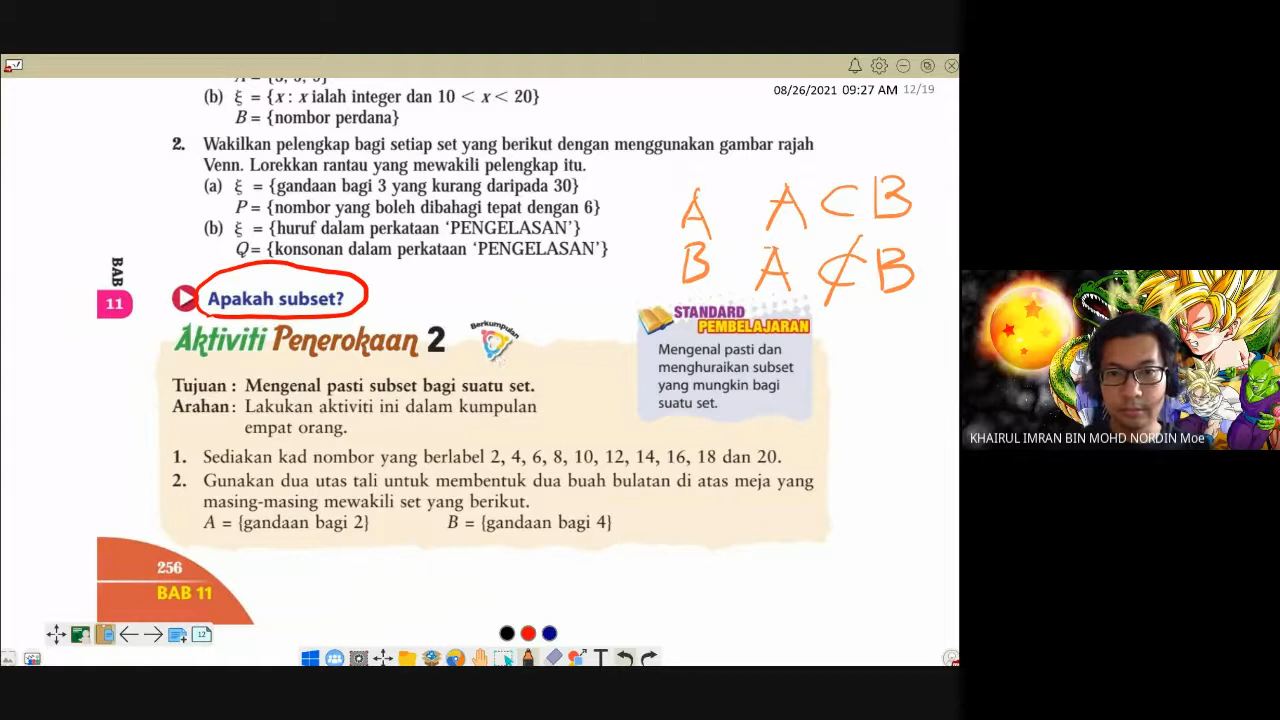 08/26/2021 09:27 AM 12/19
(b) ξ = {x : x ialah integer dan 10 < x < 20}
B = {nombor perdana}
2. Wakilkan pelengkap bagi setiap set yang berikut dengan menggunakan gambar rajah
Venn. Lorekkan rantau yang mewakili pelengkap itu.
(a) ξ = {gandaan bagi 3 yang kurang daripada 30}
P = {nombor yang boleh dibahagi tepat dengan 6}
(b) ξ = {huruf dalam perkataan 'PENGELASAN'}
Q = {konsonan dalam perkataan 'PENGELASAN'}
A A ⊂ B
B A ⊄ B
BAB
11
Apakah subset?
Aktiviti Penerokaan 2
Berkumpulan
STANDARD
PEMBELAJARAN
Mengenal pasti dan
menghuraikan subset
yang mungkin bagi
suatu set.
Tujuan : Mengenal pasti subset bagi suatu set.
Arahan : Lakukan aktiviti ini dalam kumpulan
empat orang.
1. Sediakan kad nombor yang berlabel 2, 4, 6, 8, 10, 12, 14, 16, 18 dan 20.
2. Gunakan dua utas tali untuk membentuk dua buah bulatan di atas meja yang
masing-masing mewakili set yang berikut.
A = {gandaan bagi 2} B = {gandaan bagi 4}
256
BAB 11
12
KHAIRUL IMRAN BIN MOHD NORDIN Moe